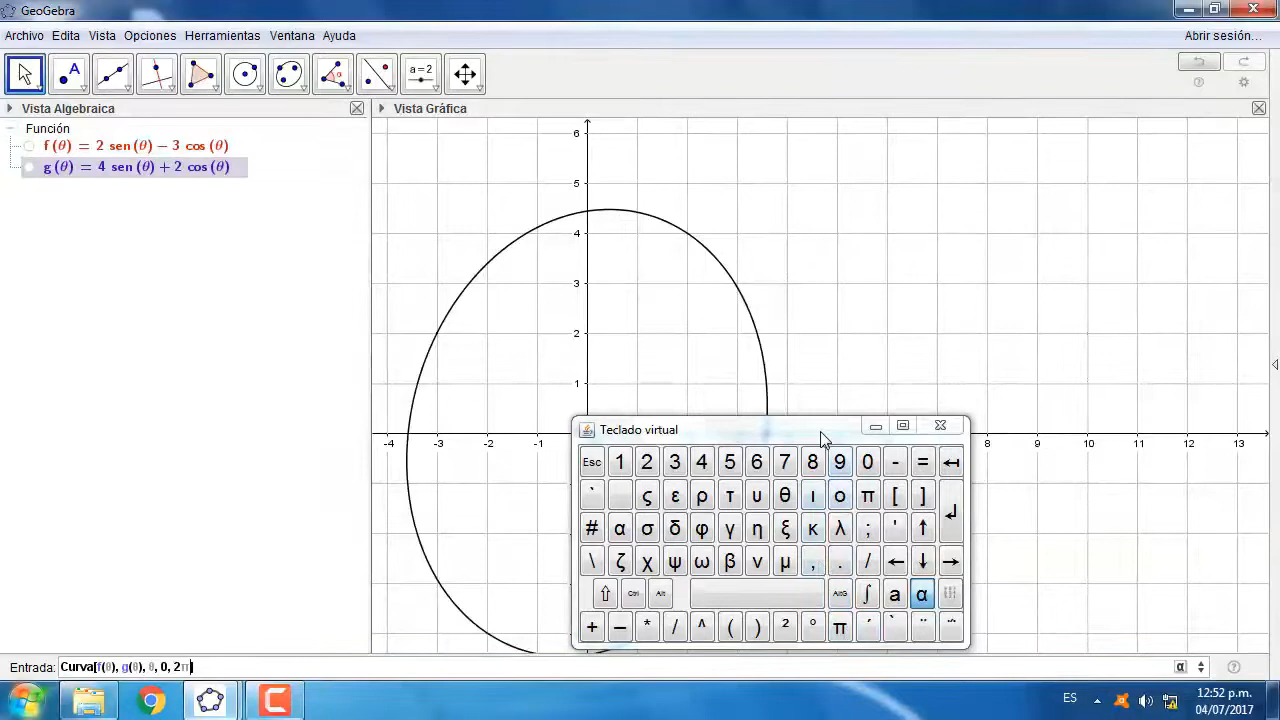 GeoGebra
Archivo Edita Vista Opciones Herramientas Ventana Ayuda
Abrir sesión...
A
α
a = 2
Vista Algebraica
Vista Gráfica
Función
f (θ) = 2 sen (θ) − 3 cos (θ)
g (θ) = 4 sen (θ) + 2 cos (θ)
6
5
4
3
2
1
-4 -3 -2 -1 8 9 10 11 12 13
Teclado virtual
Esc 1 2 3 4 5 6 7 8 9 0 - = ↤
` ς ε ρ τ υ θ ι ο π [ ]
# α σ δ φ γ η ξ κ λ ; ' ↑ ↲
\ ζ χ ψ ω β ν μ , . / ← ↓ →
⇧ Ctrl Alt AltG ∫ a α
+ − * / ^ ( ) ² ° π ´ ` ¨
Entrada: Curva[f(θ), g(θ), θ, 0, 2π]
α
ES
12:52 p.m.
04/07/2017